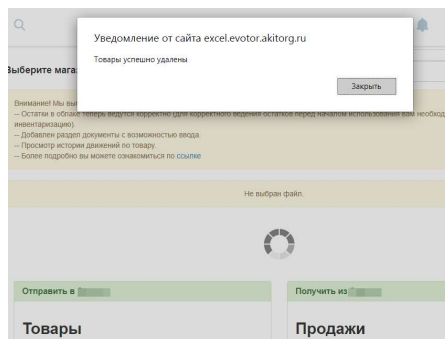 Уведомление от сайта excel.evotor.akitorg.ru
Товары успешно удалены
Закрыть
Выберите мага
Внимание! Мы вып
-- Остатки в облаке теперь ведутся корректно (для корректного ведения остатков перед началом использования вам необход
инвентаризацию).
-- Добавлен раздел документы с возможностью ввода.
-- Просмотр истории движений по товару.
-- Более подробно вы можете ознакомиться по ссылке
Не выбран файл.
Отправить в
Получить из
Товары
Продажи